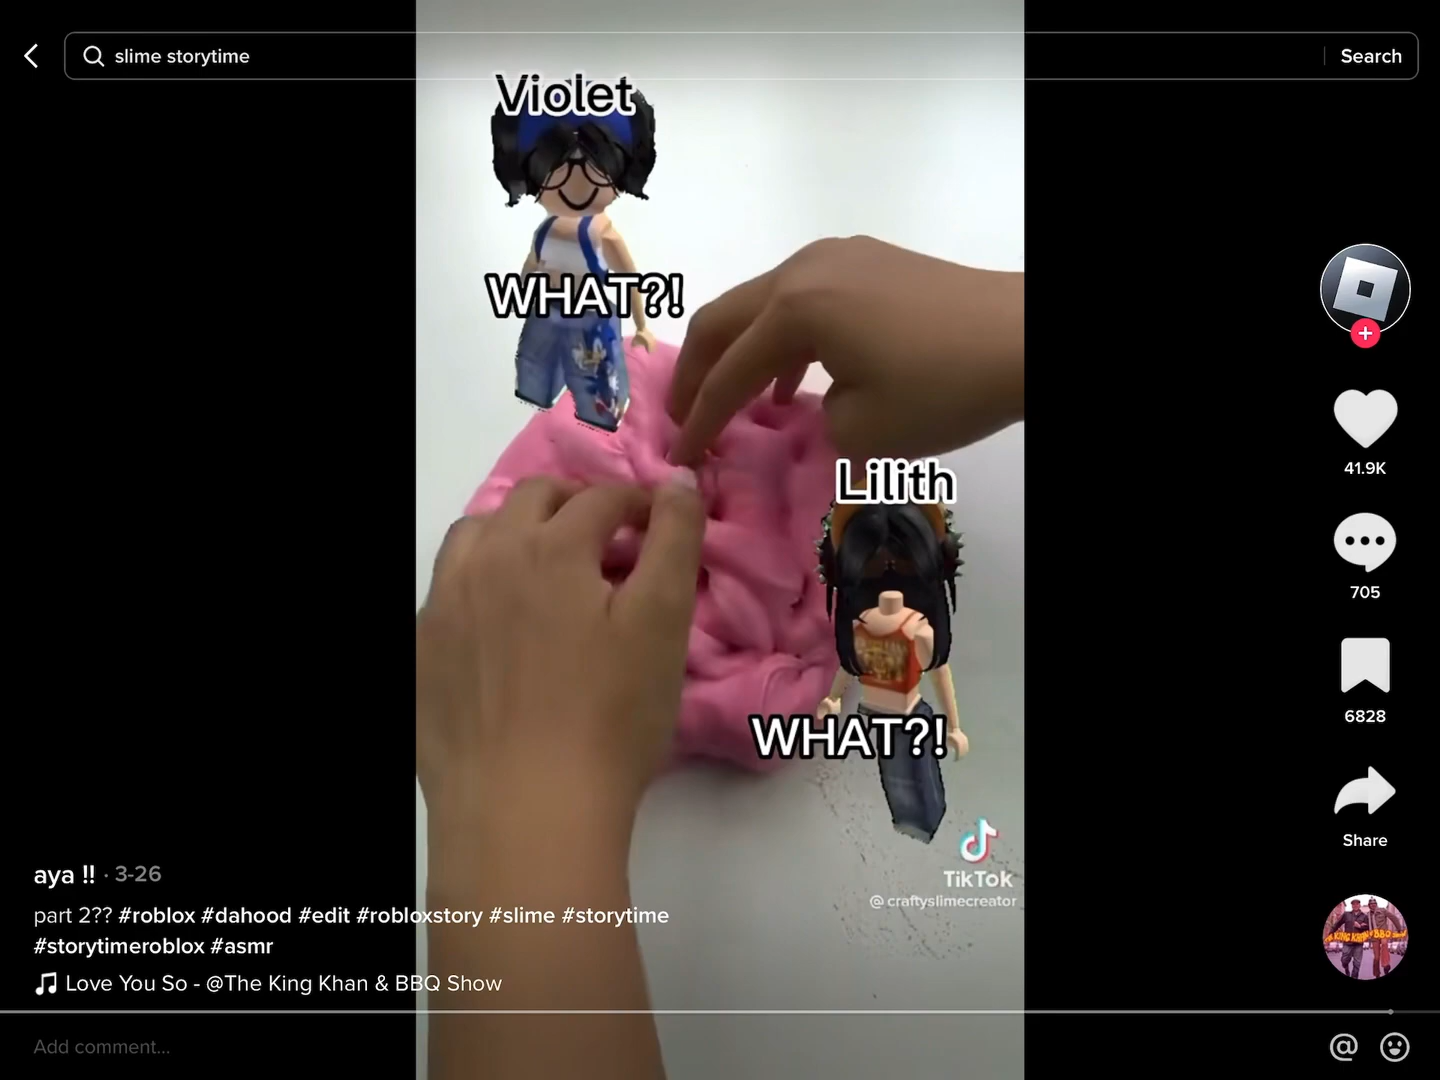 slime storytime
Search
Violet
WHAT?!
Lilith
WHAT?!
41.9K
705
6828
Share
TikTok
@craftyslimecreator
aya !! · 3-26
part 2?? #roblox #dahood #edit #robloxstory #slime #storytime
#storytimeroblox #asmr
Love You So - @The King Khan & BBQ Show
Add comment...